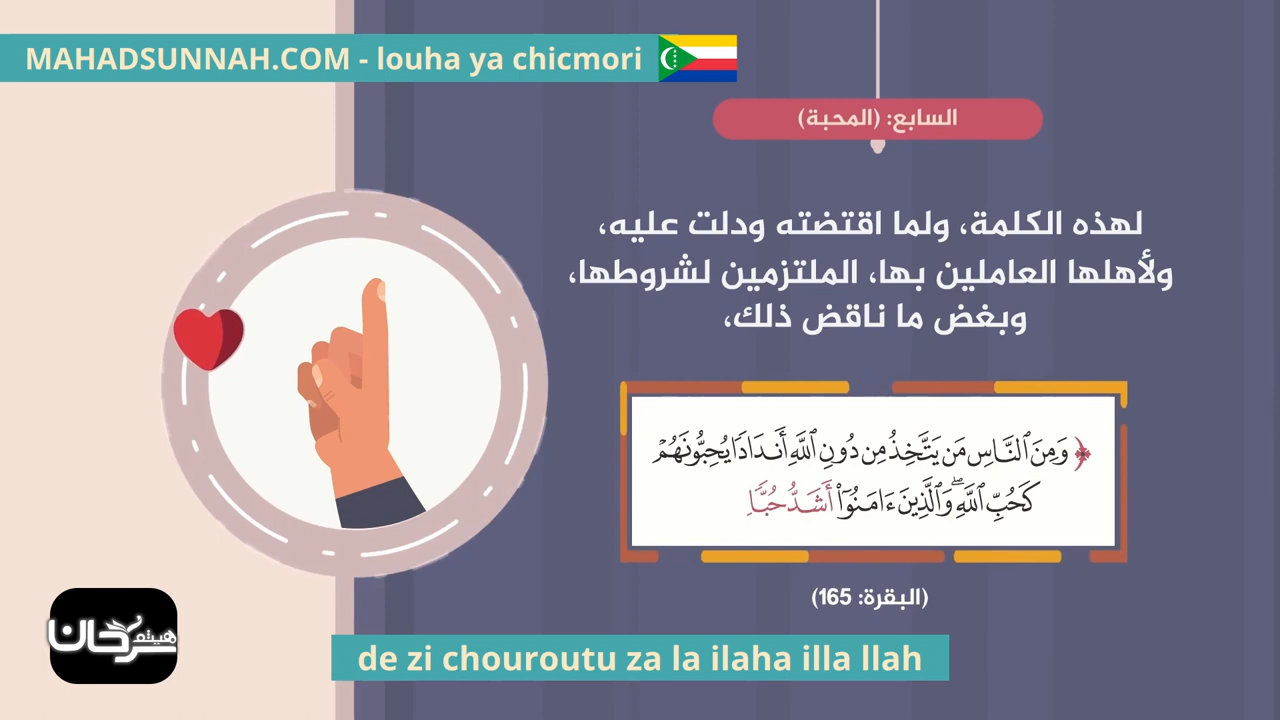 MAHADSUNNAH.COM - louha ya chicmori
السابع: (المحبة)
لهذه الكلمة، ولما اقتضته ودلت عليه،
ولأهلها العاملين بها، الملتزمين لشروطها،
وبغض ما ناقض ذلك،
﴿وَمِنَ ٱلنَّاسِ مَن يَتَّخِذُ مِن دُونِ ٱللَّهِ أَندَادٗا يُحِبُّونَهُمۡ
كَحُبِّ ٱللَّهِۖ وَٱلَّذِينَ ءَامَنُوٓاْ أَشَدُّ حُبّٗا
(البقرة: 165)
هيثم
سرحان
de zi chouroutu za la ilaha illa llah